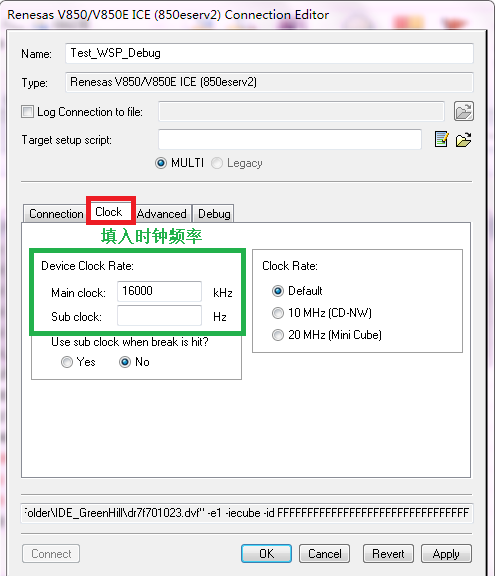 Renesas V850/V850E ICE (850eserv2) Connection Editor
Name: Test_WSP_Debug
Type: Renesas V850/V850E ICE (850eserv2)
Log Connection to file:
Target setup script:
MULTI Legacy
Connection Clock Advanced Debug
填入时钟频率
Device Clock Rate:
Main clock: 16000 kHz
Sub clock: Hz
Use sub clock when break is hit?
Yes No
Clock Rate:
Default
10 MHz (CD-NW)
20 MHz (Mini Cube)
:older\IDE_GreenHill\dr7f701023.dvf" -e1 -iecube -id FFFFFFFFFFFFFFFFFFFFFFFFFFFFFFFF
Connect OK Cancel Revert Apply